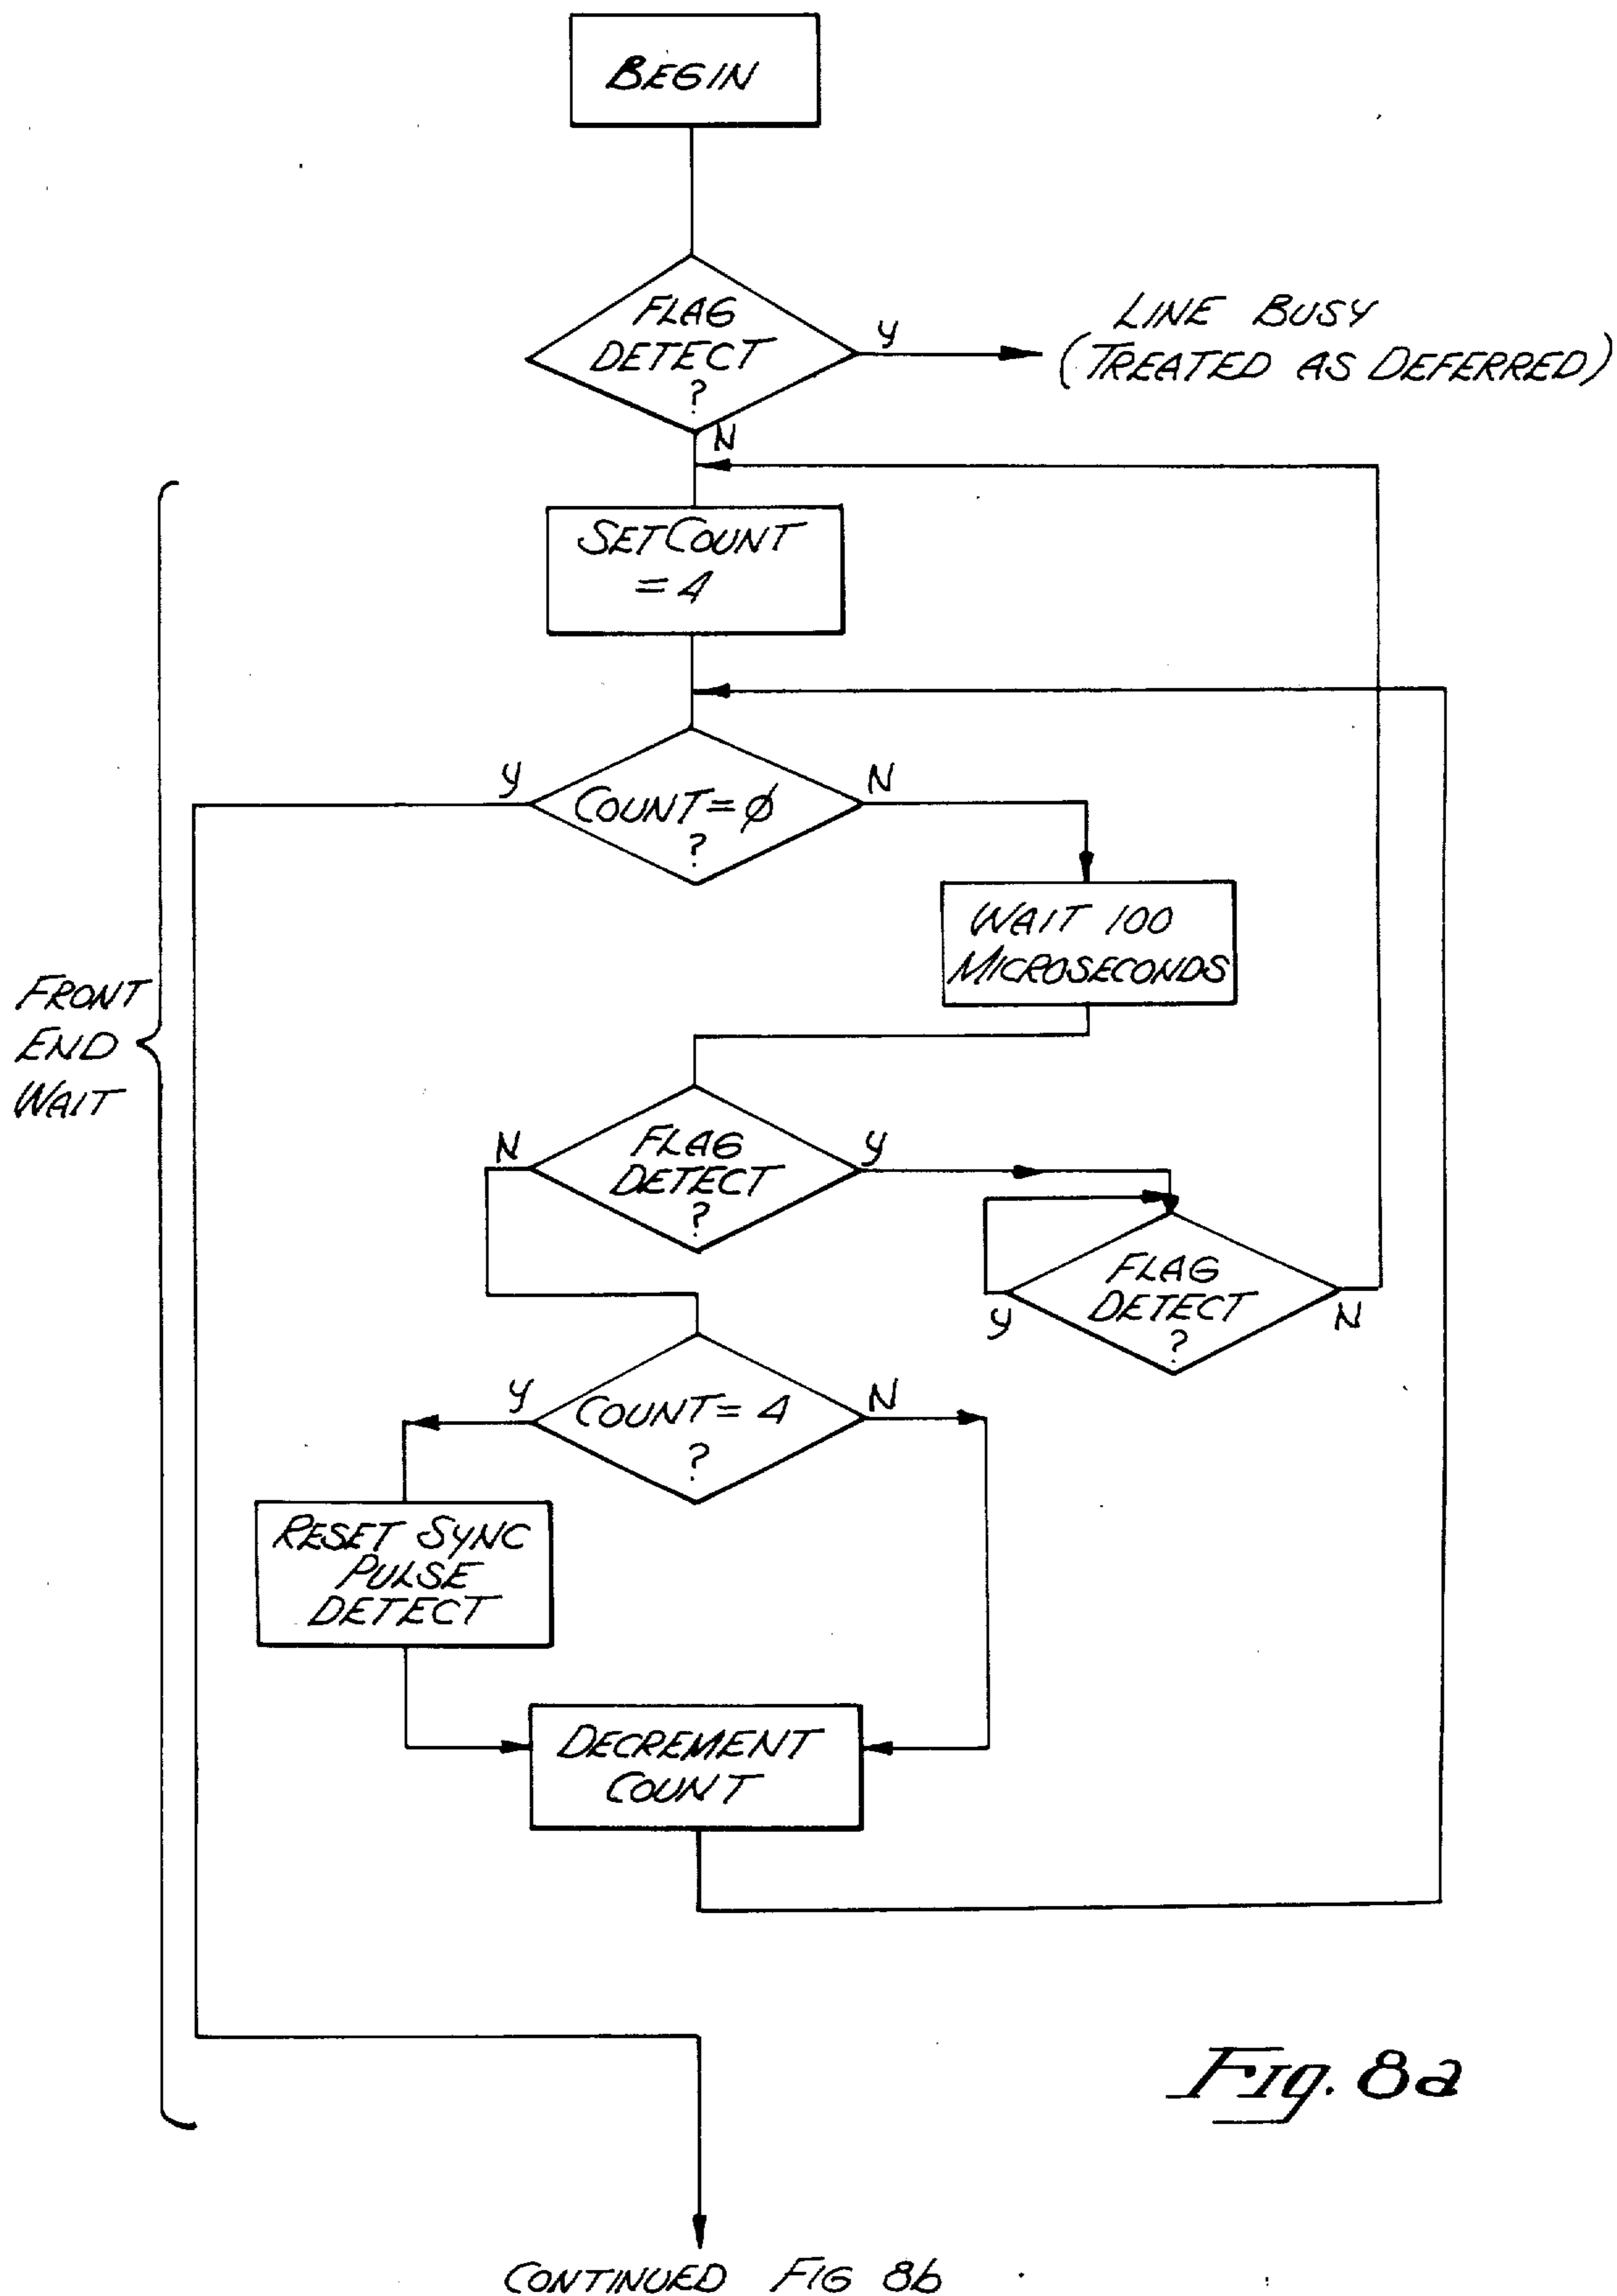 BEGIN
FLAG
DETECT
?
Y
LINE BUSY
(TREATED AS DEFERRED)
N
SET COUNT
= 4
Y
COUNT = ϕ
?
N
WAIT 100
MICROSECONDS
FRONT
END
WAIT
N
FLAG
DETECT
?
Y
FLAG
DETECT
?
Y
N
Y
COUNT = 4
?
N
RESET SYNC
PULSE
DETECT
DECREMENT
COUNT
Fig. 8a
CONTINUED FIG 8b